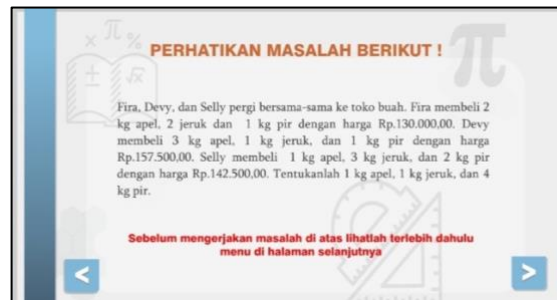 PERHATIKAN MASALAH BERIKUT !
Fira, Devy, dan Selly pergi bersama-sama ke toko buah. Fira membeli 2
kg apel, 2 jeruk dan 1 kg pir dengan harga Rp.130.000,00. Devy
membeli 3 kg apel, 1 kg jeruk, dan 1 kg pir dengan harga
Rp.157.500,00. Selly membeli 1 kg apel, 3 kg jeruk, dan 2 kg pir
dengan harga Rp.142.500,00. Tentukanlah 1 kg apel, 1 kg jeruk, dan 4
kg pir.
Sebelum mengerjakan masalah di atas lihatlah terlebih dahulu
menu di halaman selanjutnya